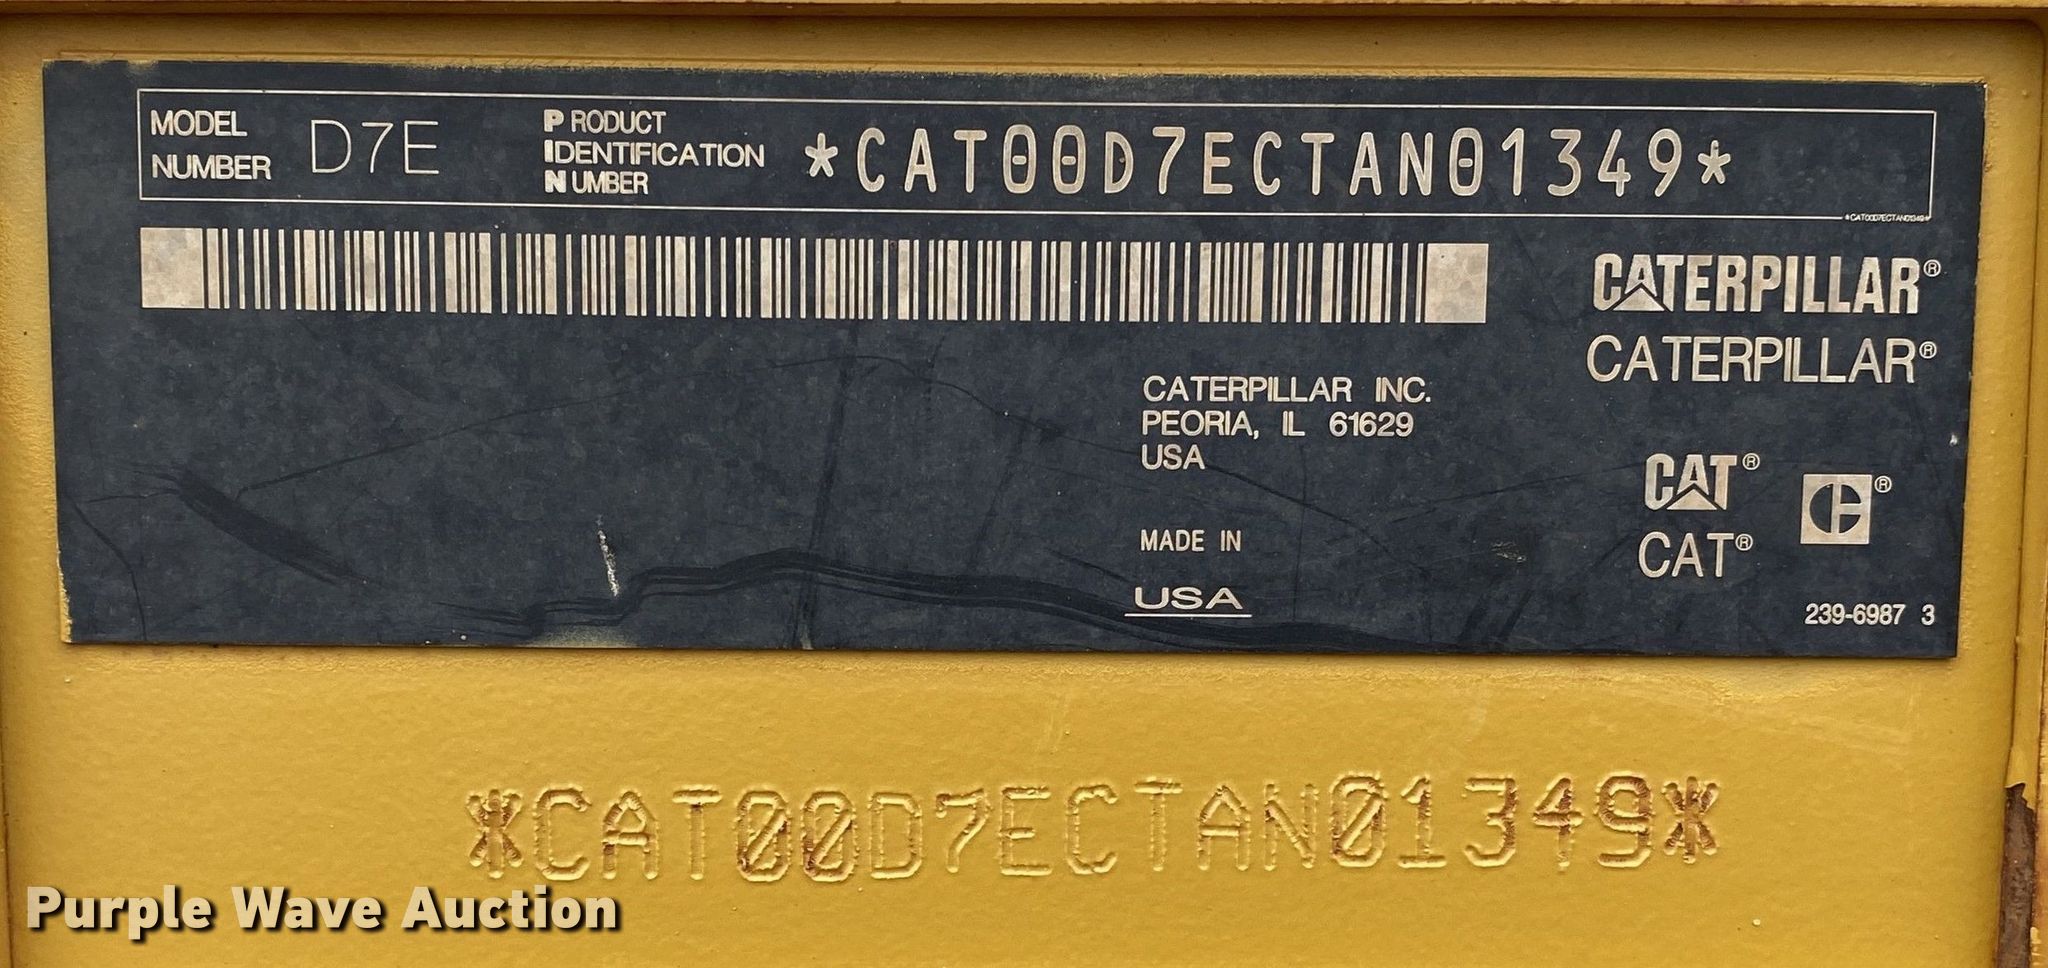 MODEL NUMBER D7E
PRODUCT IDENTIFICATION NUMBER *CAT00D7ECTAN01349*
*CAT00D7ECTAN01349*
CATERPILLAR®
CATERPILLAR®
CATERPILLAR INC.
PEORIA, IL 61629
USA
CAT® C®
CAT®
MADE IN
USA
239-6987 3
*CAT00D7ECTAN01349*
Purple Wave Auction